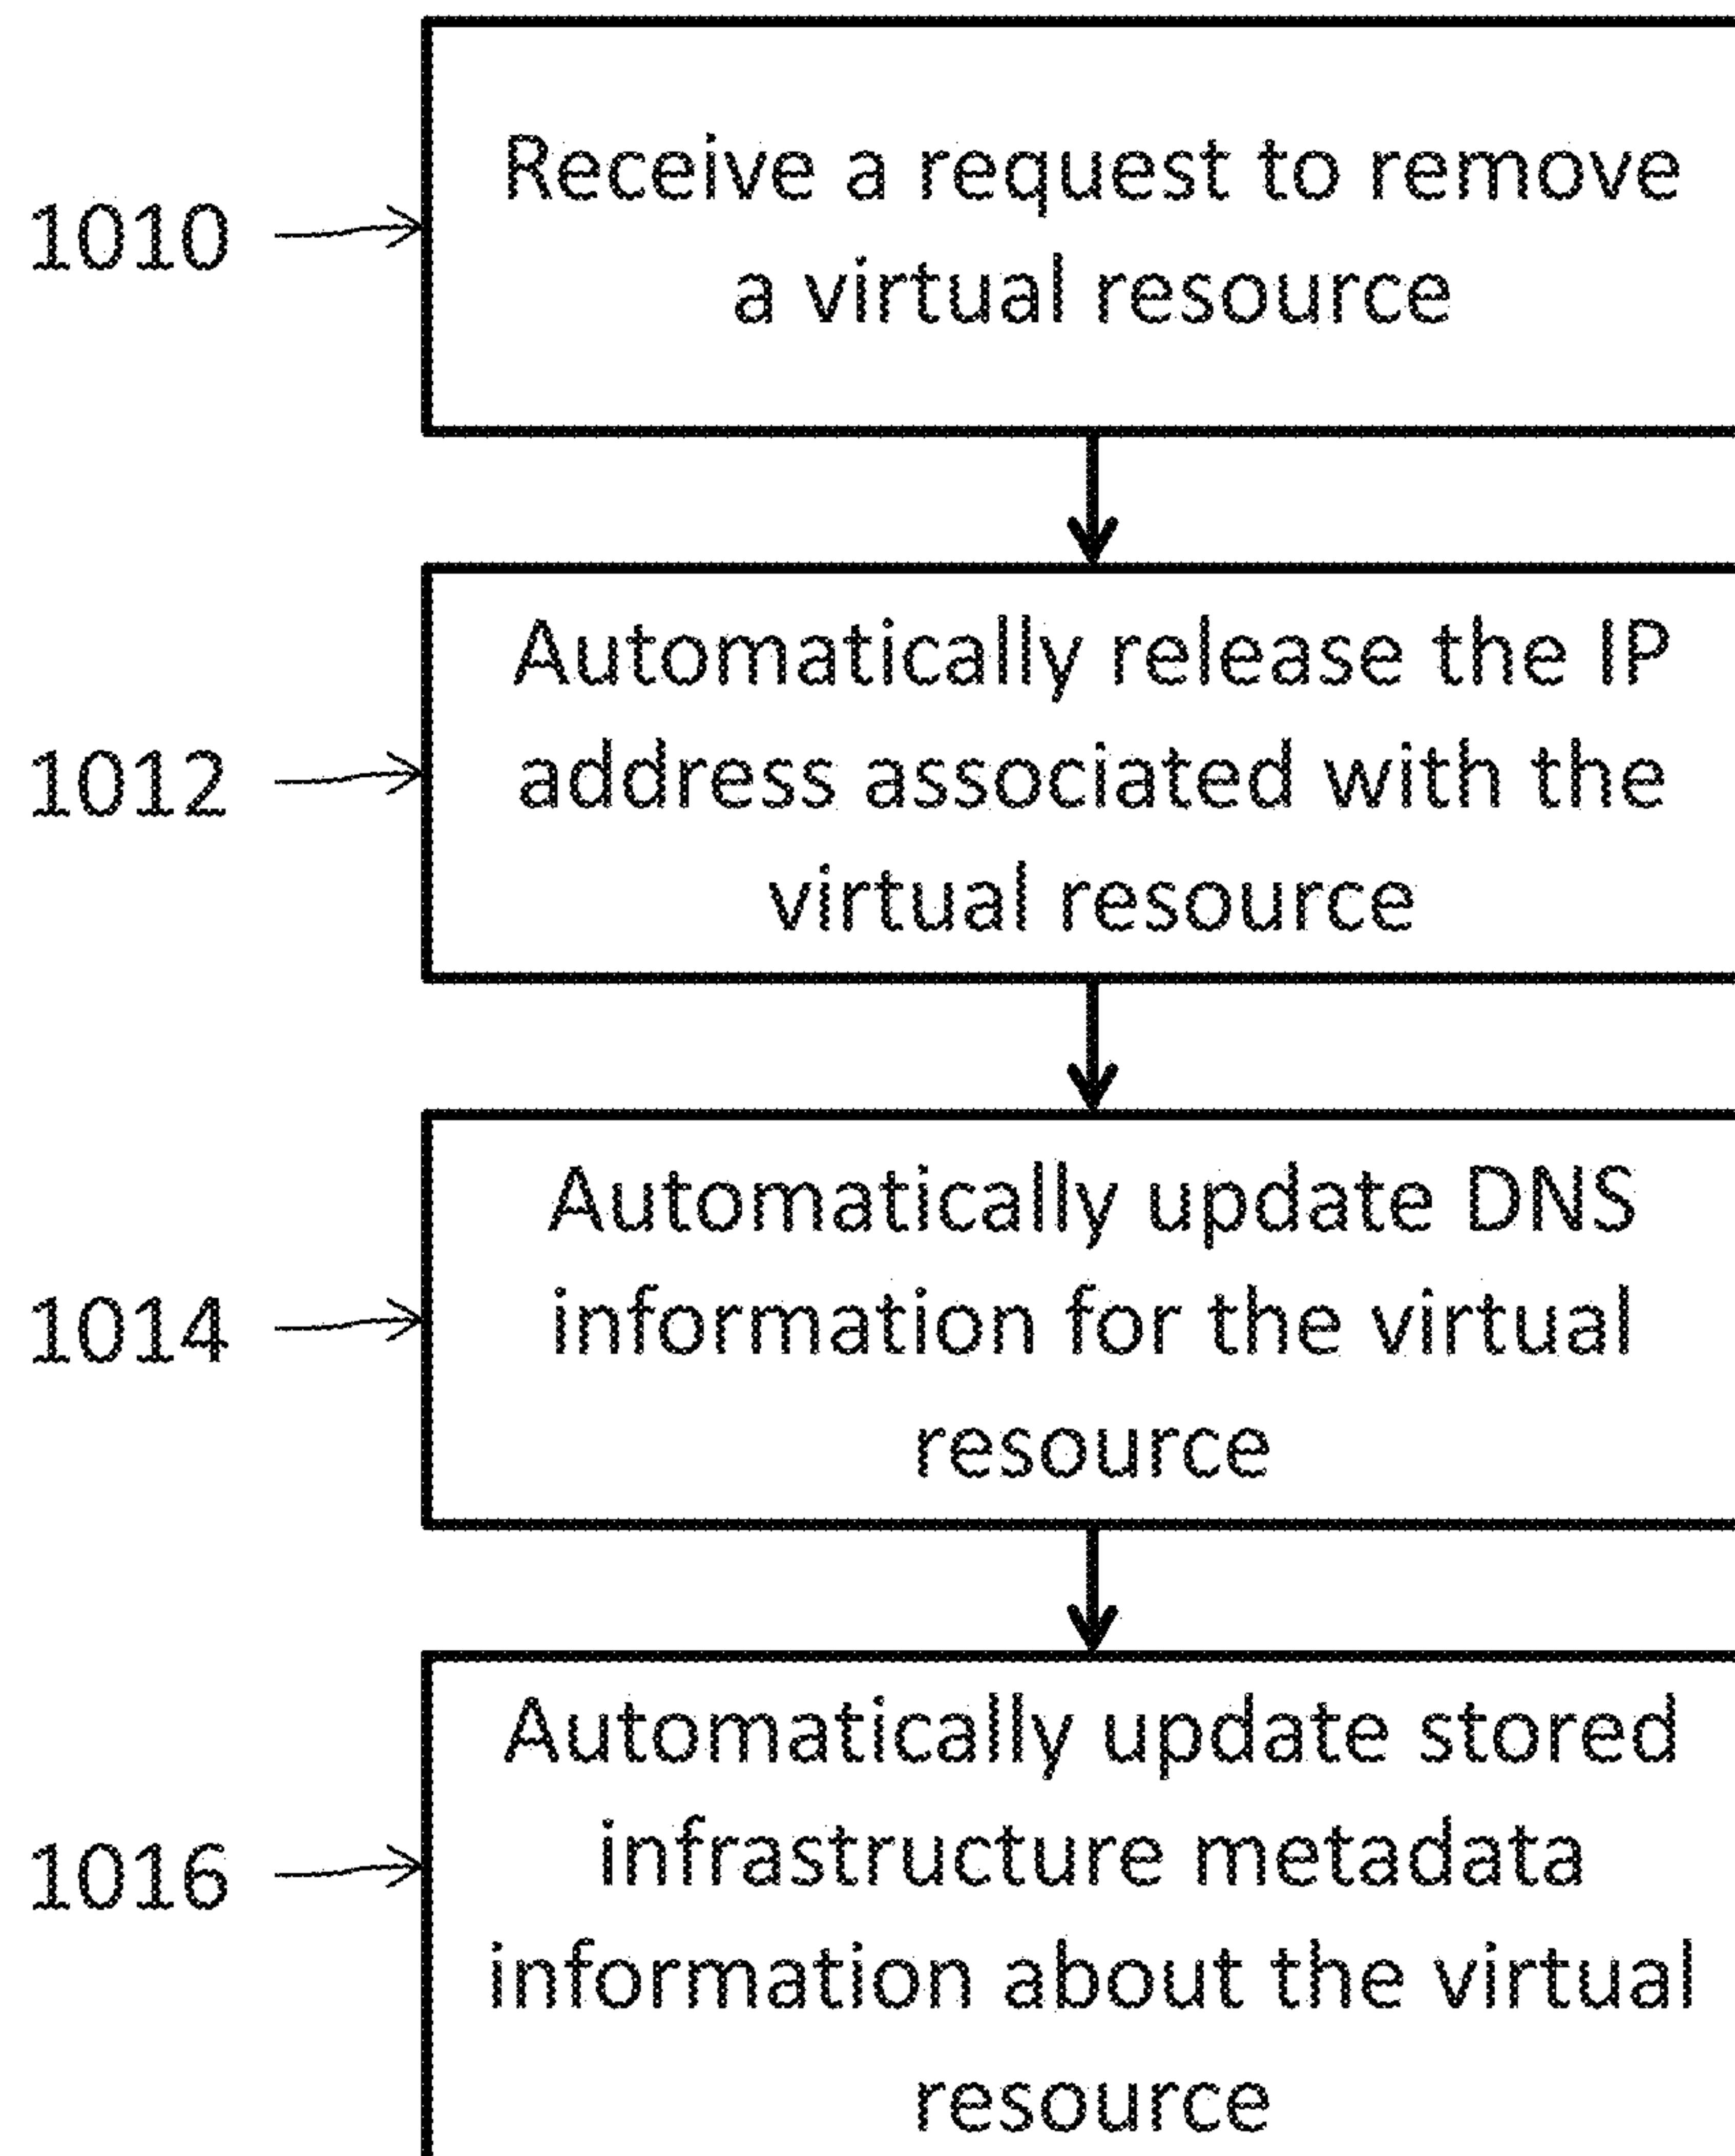 1010
Receive a request to remove
a virtual resource
1012
Automatically release the IP
address associated with the
virtual resource
1014
Automatically update DNS
information for the virtual
resource
1016
Automatically update stored
infrastructure metadata
information about the virtual
resource